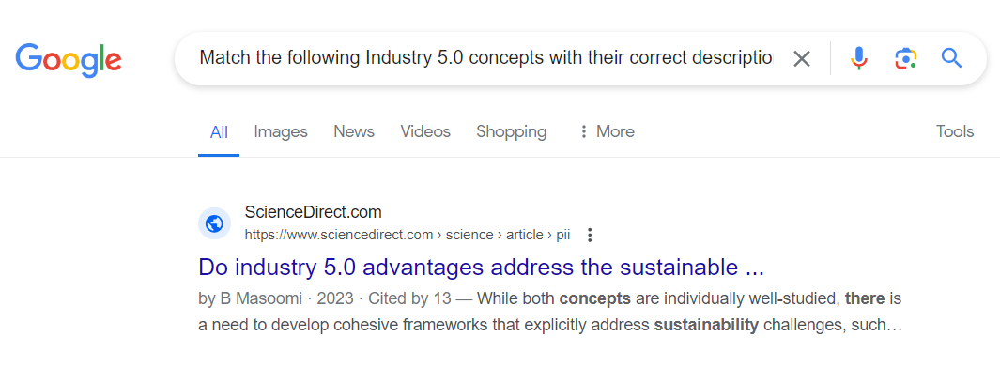 Google
Match the following Industry 5.0 concepts with their correct descriptio
All Images News Videos Shopping More Tools
ScienceDirect.com
https://www.sciencedirect.com › science › article › pii
Do industry 5.0 advantages address the sustainable ...
by B Masoomi · 2023 · Cited by 13 — While both concepts are individually well-studied, there is
a need to develop cohesive frameworks that explicitly address sustainability challenges, such…